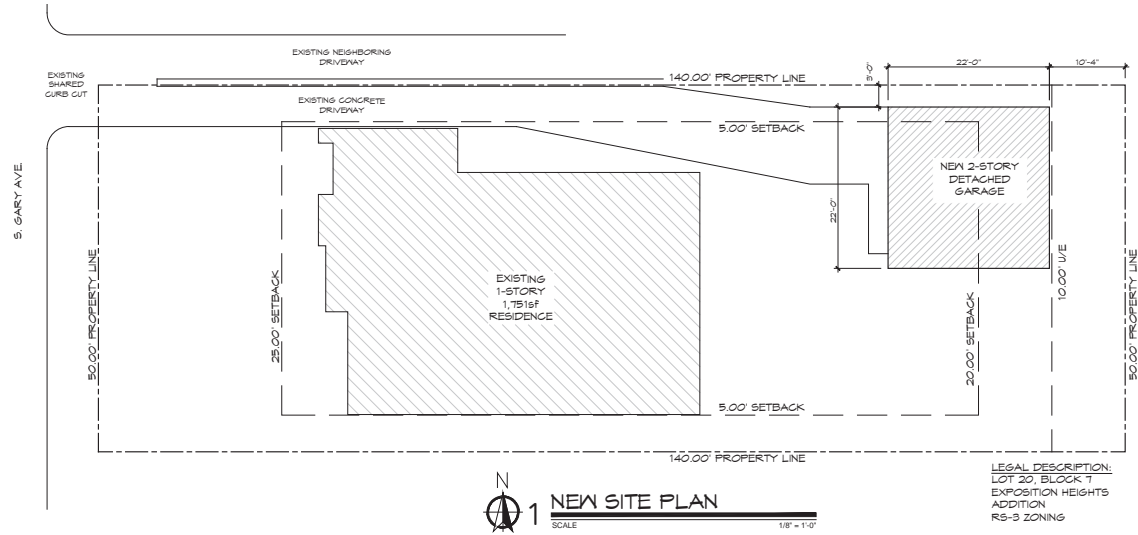 EXISTING NEIGHBORING
DRIVEWAY
EXISTING
SHARED
CURB CUT
140.00' PROPERTY LINE
3'-0"
22'-0"
10'-4"
EXISTING CONCRETE
DRIVEWAY
5.00' SETBACK
NEW 2-STORY
DETACHED
GARAGE
22'-0"
S. GARY AVE.
50.00' PROPERTY LINE
25.00' SETBACK
EXISTING
1-STORY
1,751sf
RESIDENCE
10.00' U/E
20.00' SETBACK
50.00' PROPERTY LINE
5.00' SETBACK
140.00' PROPERTY LINE
LEGAL DESCRIPTION:
LOT 20, BLOCK 7
EXPOSITION HEIGHTS
ADDITION
RS-3 ZONING
N
1 NEW SITE PLAN
SCALE 1/8" = 1'-0"